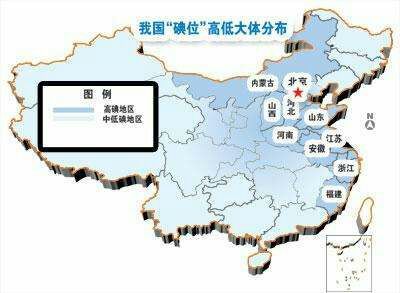 我国“碘位”高低大体分布
图 例
高碘地区
中低碘地区
内蒙古
北京
山西
河北
山东
河南
江苏
安徽
浙江
福建
N